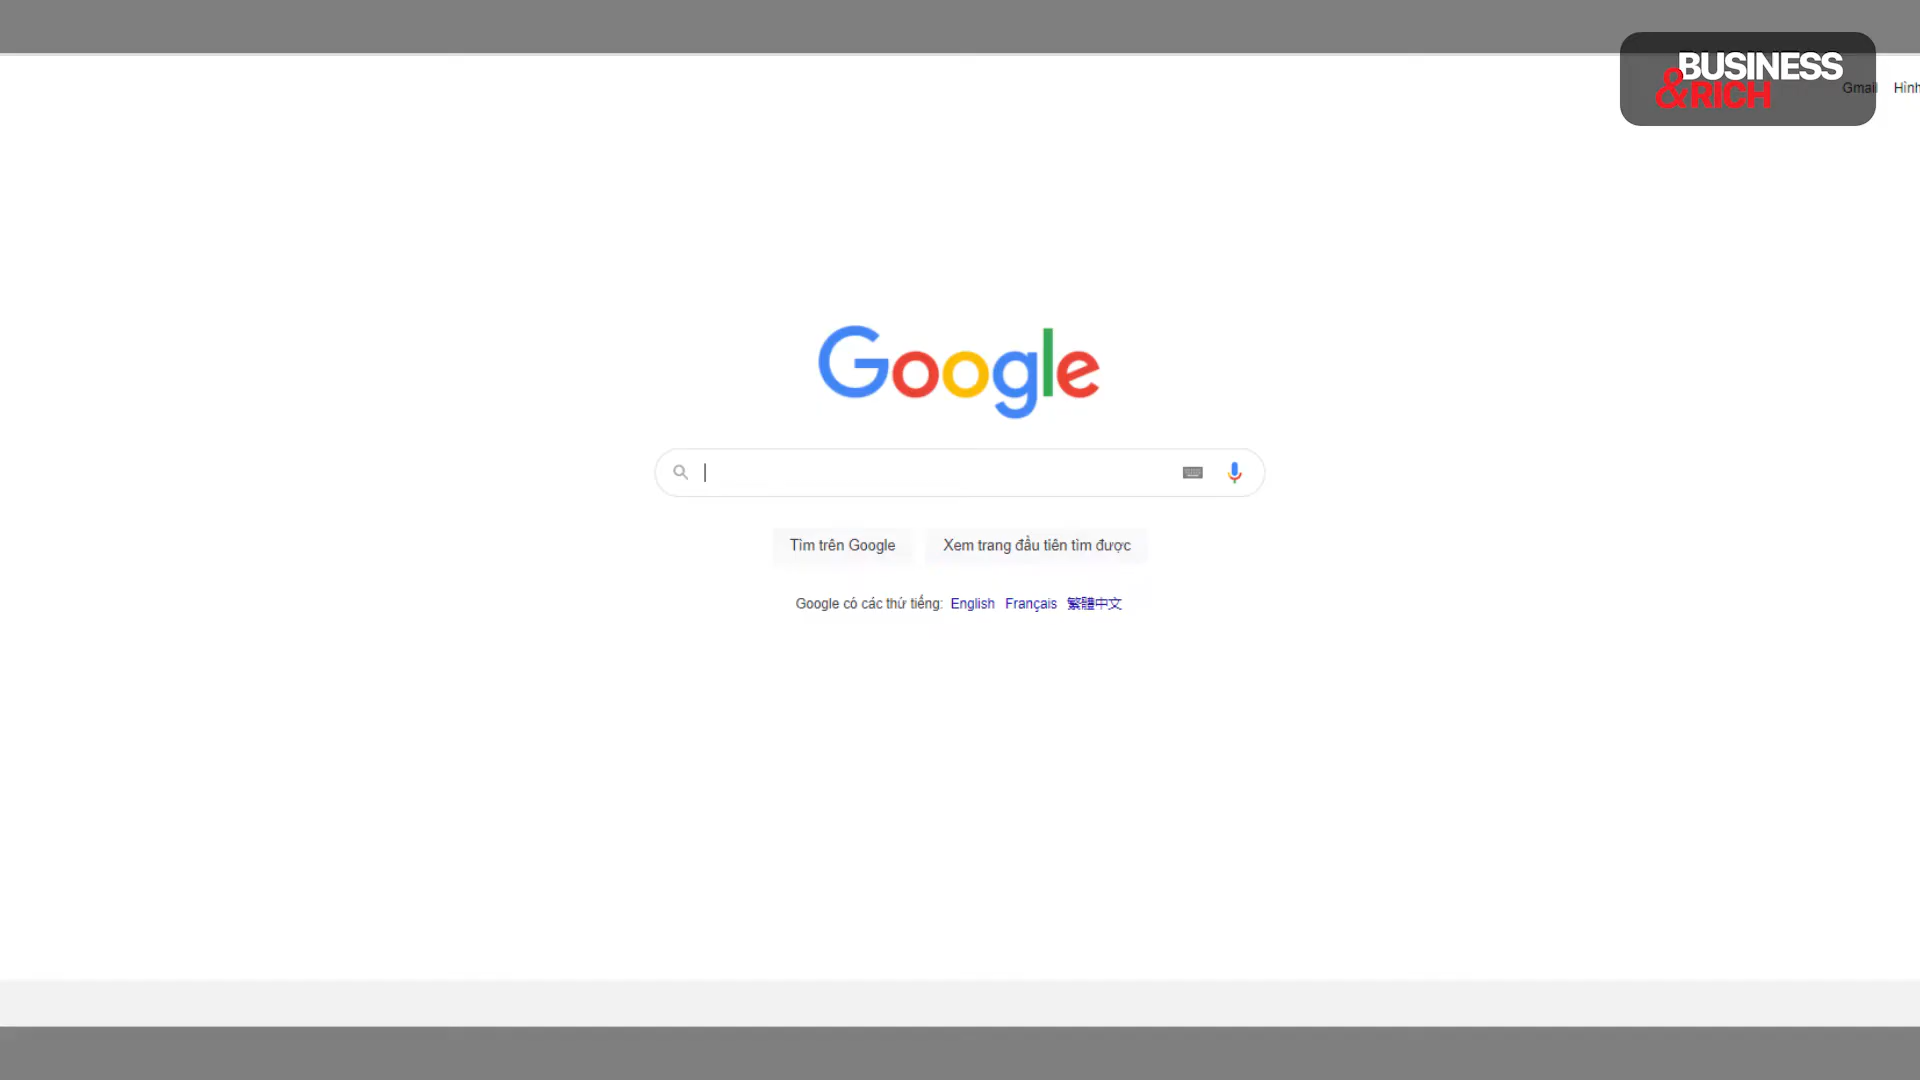 BUSINESS
&RICH
Gmail Hình
Google
Tìm trên Google Xem trang đầu tiên tìm được
Google có các thứ tiếng: English Français 繁體中文